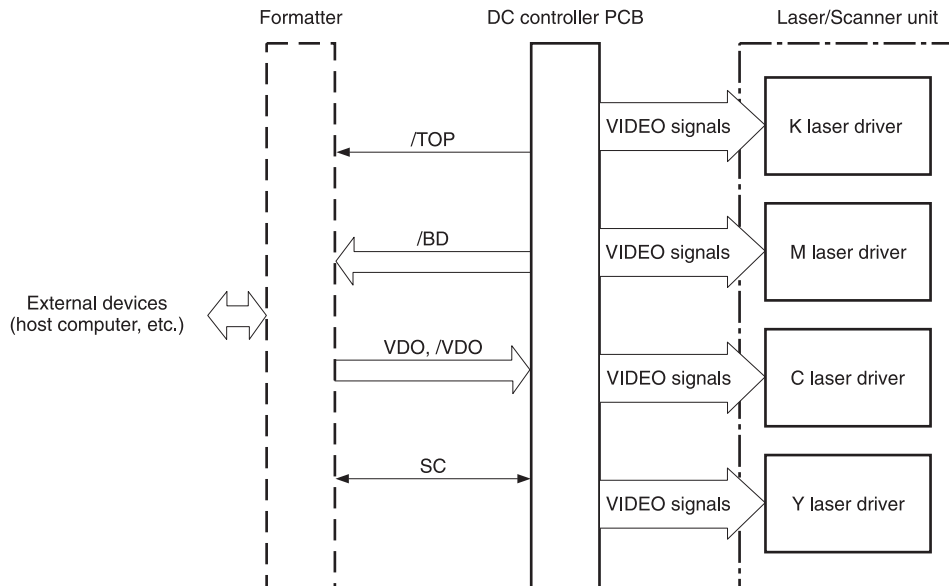 Formatter
DC controller PCB
Laser/Scanner unit
VIDEO signals
K laser driver
/TOP
/BD
VIDEO signals
M laser driver
External devices
(host computer, etc.)
VDO, /VDO
VIDEO signals
C laser driver
SC
VIDEO signals
Y laser driver